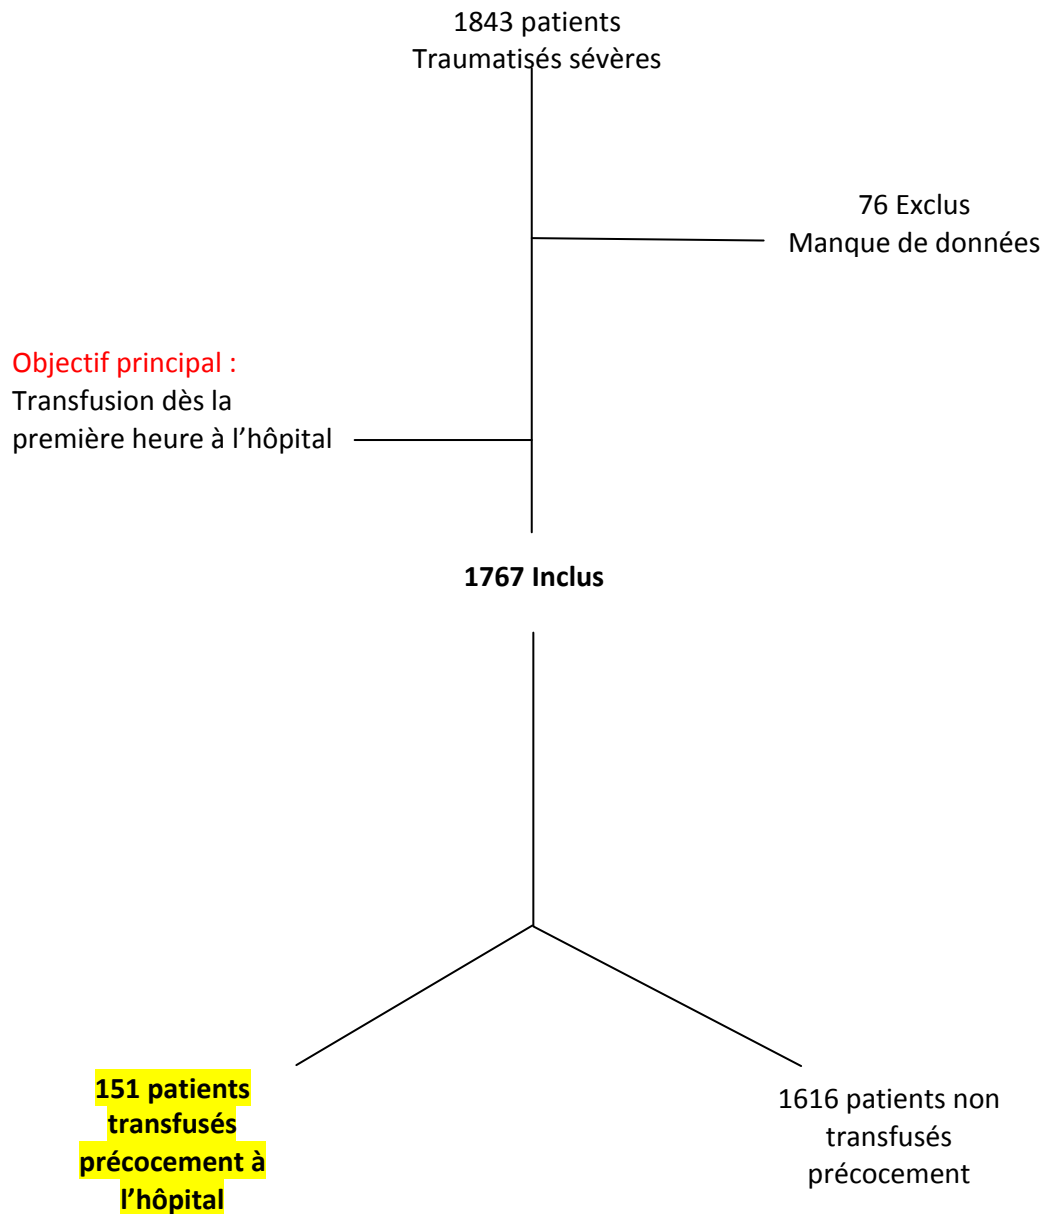 1843 patients
Traumatisés sévères
76 Exclus
Manque de données
Objectif principal :
Transfusion dès la
première heure à l’hôpital
1767 Inclus
151 patients
transfusés
précocement à
l’hôpital
1616 patients non
transfusés
précocement